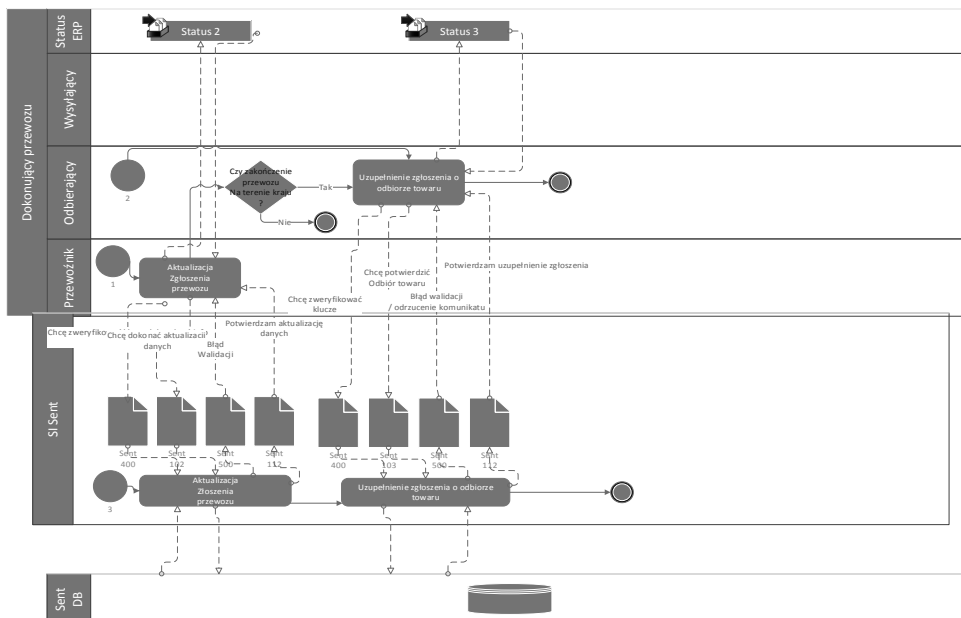 Dokonujący przewozu
Status
ERP
Status 2
Status 3
Wysyłający
Odbierający
2
Czy zakończenie
przewozu
Na terenie kraju
?
Tak
Nie
Uzupełnienie zgłoszenia o
odbiorze towaru
Przewoźnik
1
Aktualizacja
Zgłoszenia
przewozu
Chcę zweryfikować
klucze
Chcę potwierdzić
Odbiór towaru
Błąd walidacji
/ odrzucenie komunikatu
Potwierdzam uzupełnienie zgłoszenia
SI Sent
Chcę dokonać aktualizacji
danych
Błąd
Walidacji
Potwierdzam aktualizację
danych
Sent
400
Sent
102
Sent
500
Sent
112
Sent
400
Sent
103
Sent
500
Sent
112
3
Aktualizacja
Złoszenia
przewozu
Uzupełnienie zgłoszenia o odbiorze
towaru
Sent
DB